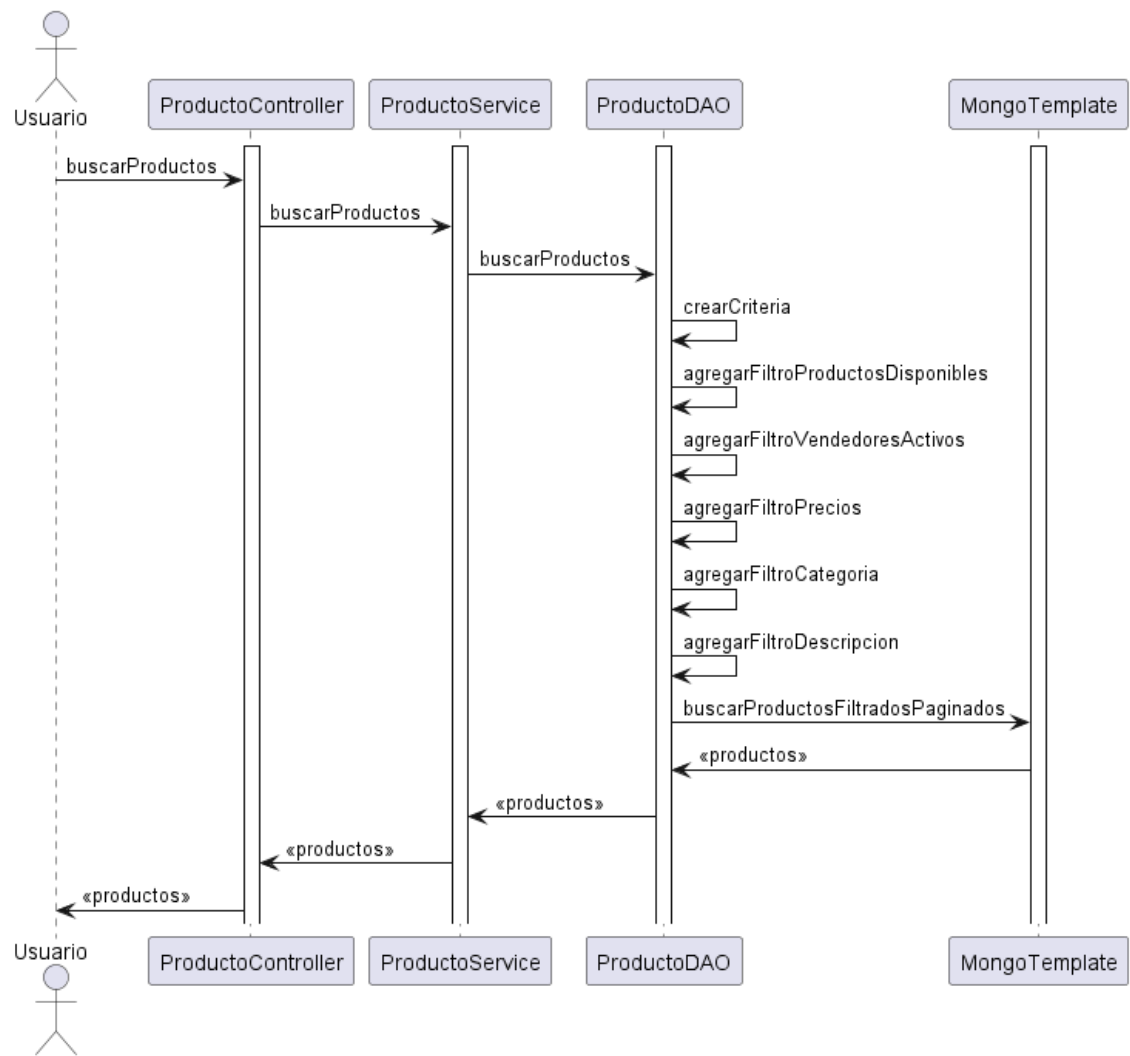 Usuario
ProductoController
ProductoService
ProductoDAO
MongoTemplate
buscarProductos
buscarProductos
buscarProductos
crearCriteria
agregarFiltroProductosDisponibles
agregarFiltroVendedoresActivos
agregarFiltroPrecios
agregarFiltroCategoria
agregarFiltroDescripcion
buscarProductosFiltradosPaginados
«productos»
«productos»
«productos»
«productos»
Usuario
ProductoController
ProductoService
ProductoDAO
MongoTemplate